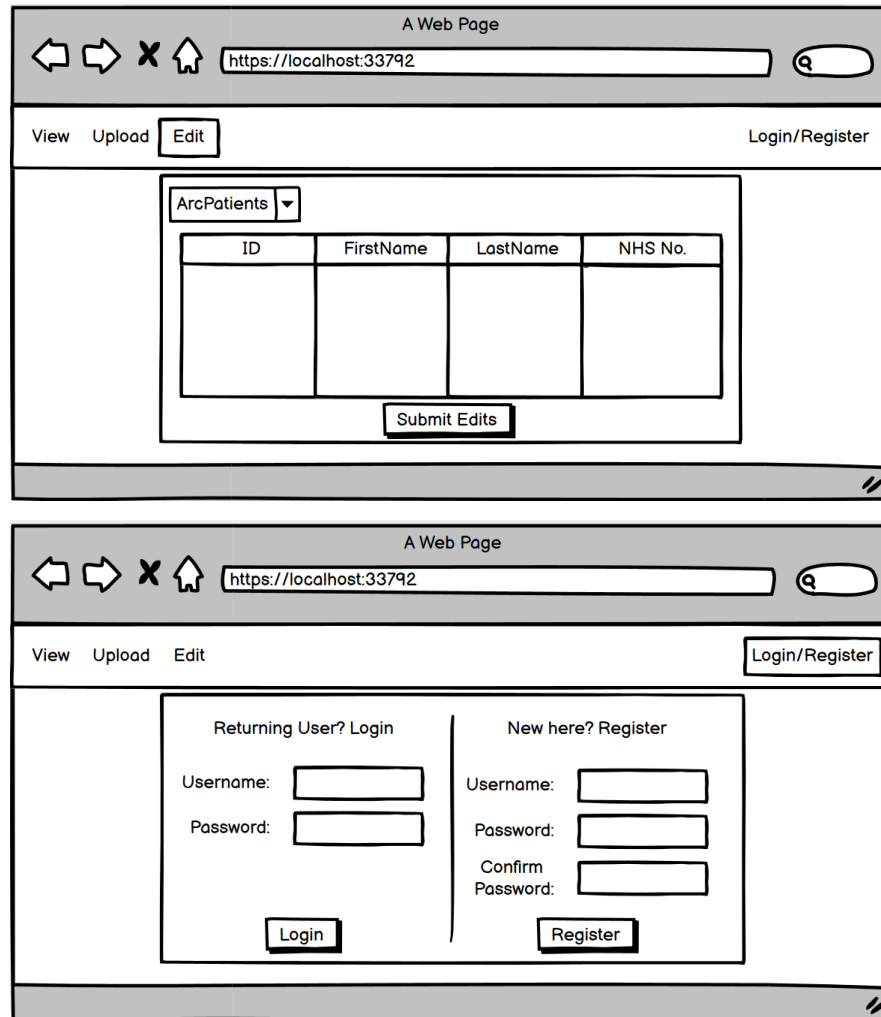 A Web Page
https://localhost:33792
View Upload Edit Login/Register
ArcPatients
ID FirstName LastName NHS No.
Submit Edits
A Web Page
https://localhost:33792
View Upload Edit Login/Register
Returning User? Login
Username:
Password:
Login
New here? Register
Username:
Password:
Confirm
Password:
Register